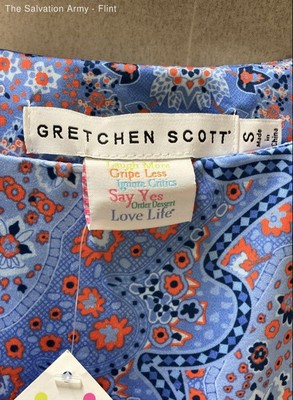 The Salvation Army - Flint
GRETCHEN SCOTT
S
Made in China
Laugh More
Gripe Less
Ignore Critics
Say Yes
Order Dessert
Love Life